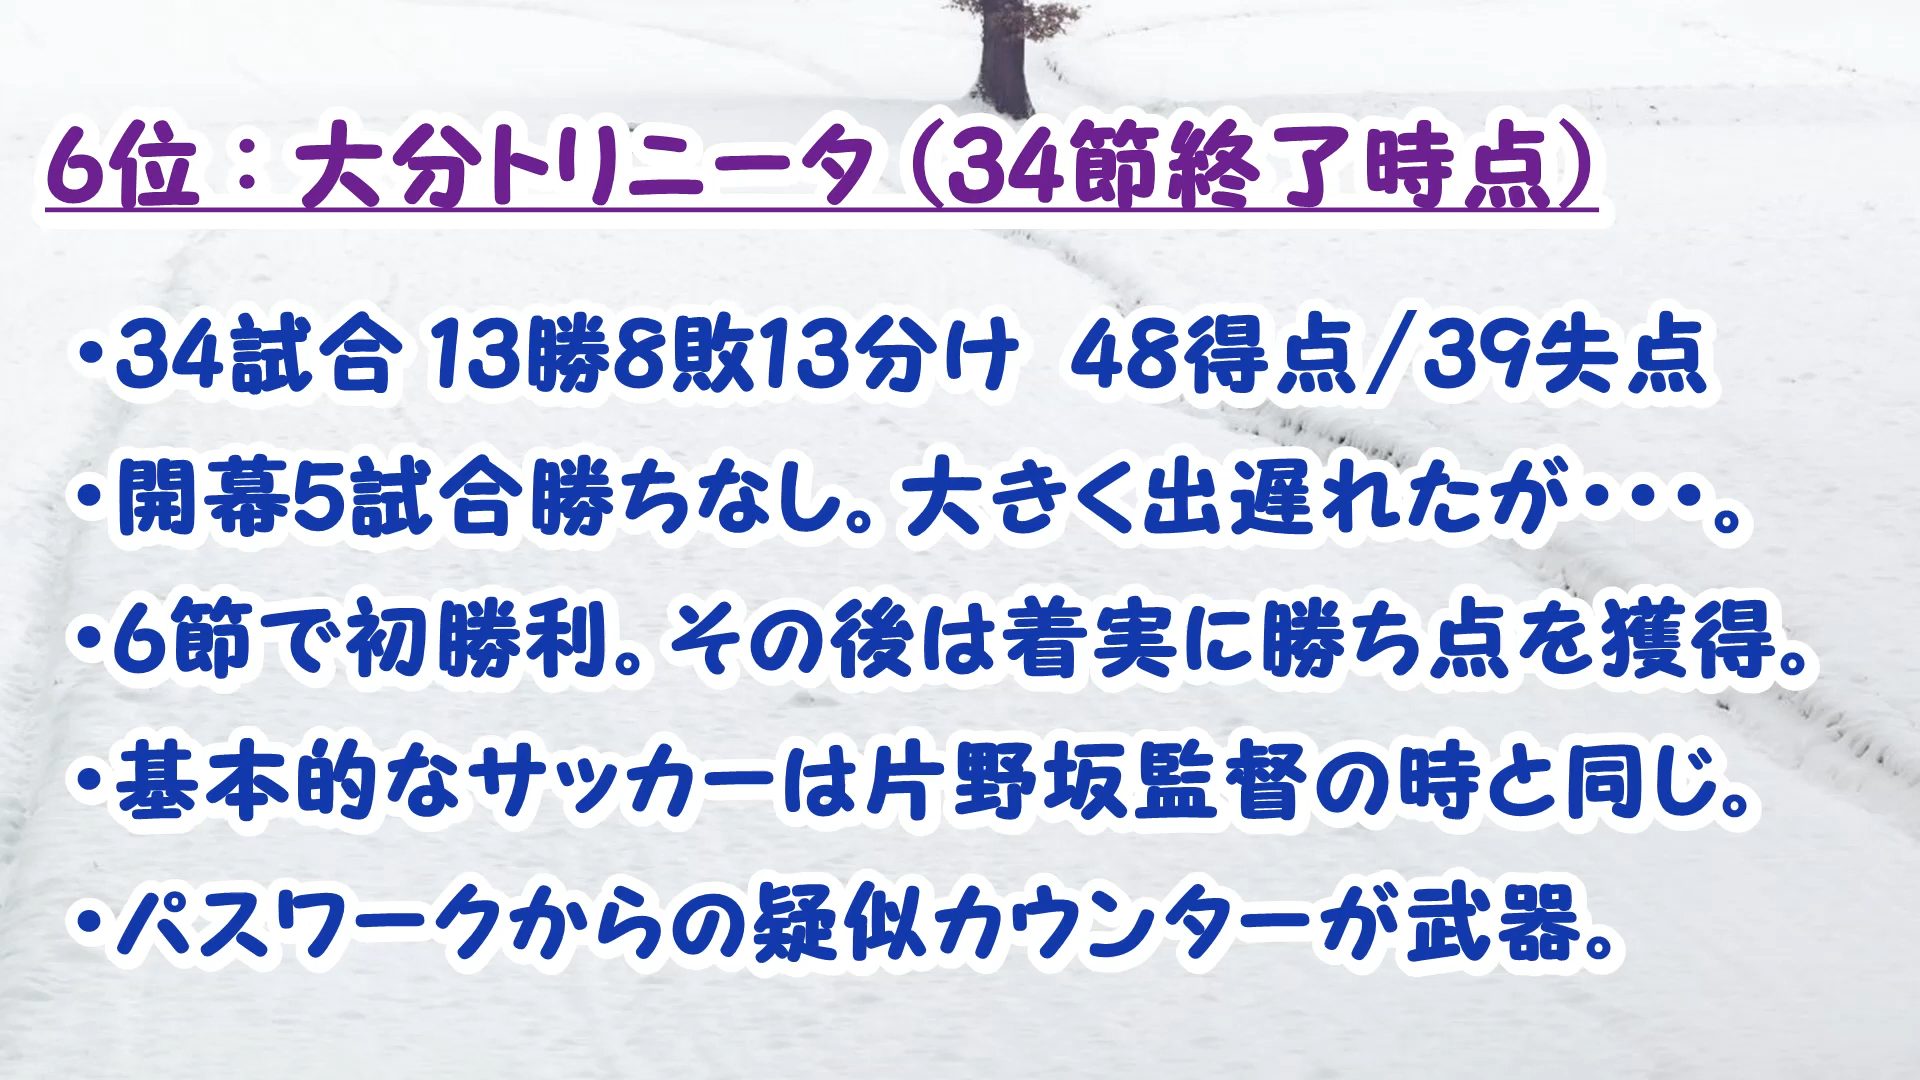 6位：大分トリニータ（34節終了時点）
・34試合 13勝8敗13分け 48得点/39失点
・開幕5試合勝ちなし。大きく出遅れたが・・・。
・6節で初勝利。その後は着実に勝ち点を獲得。
・基本的なサッカーは片野坂監督の時と同じ。
・パスワークからの疑似カウンターが武器。